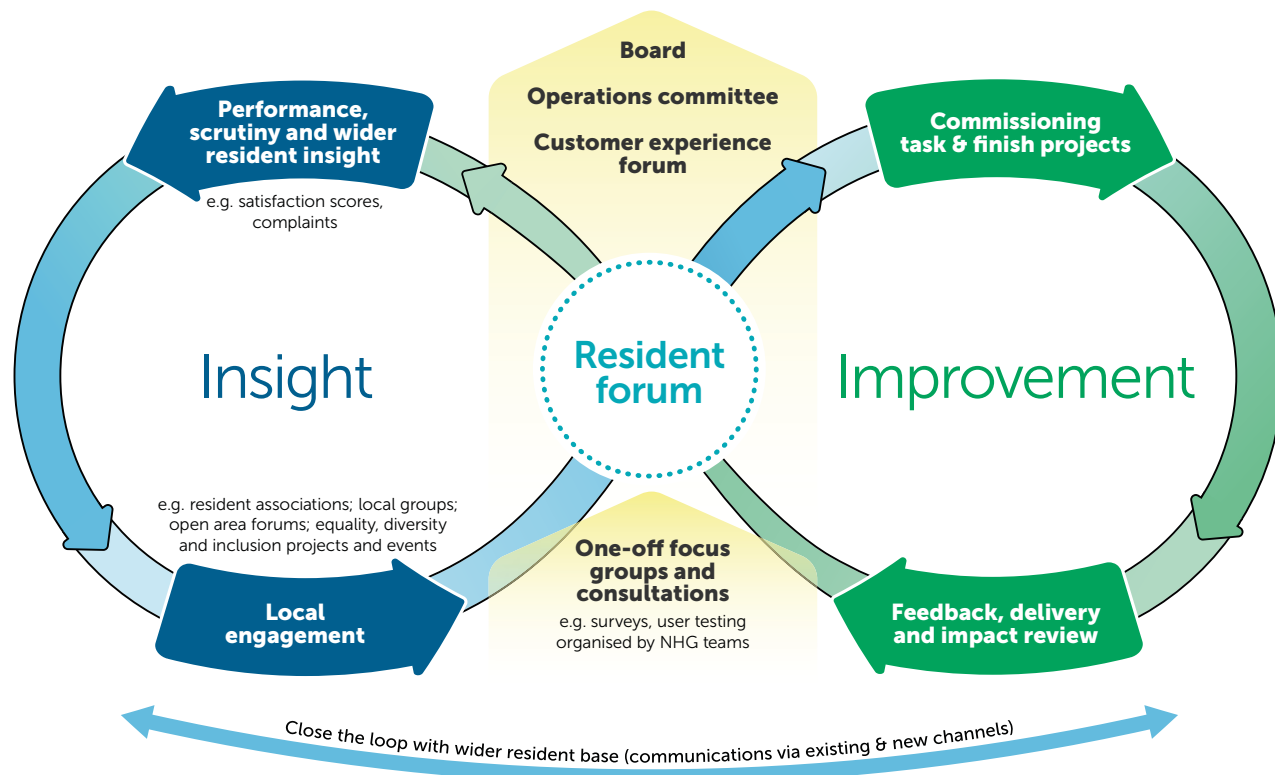 Board
Operations committee
Customer experience
forum
Performance,
scrutiny and wider
resident insight
e.g. satisfaction scores,
complaints
Commissioning
task & finish projects
Insight
Resident
forum
Improvement
e.g. resident associations; local groups;
open area forums; equality, diversity
and inclusion projects and events
Local
engagement
One-off focus
groups and
consultations
e.g. surveys, user testing
organised by NHG teams
Feedback, delivery
and impact review
Close the loop with wider resident base (communications via existing & new channels)